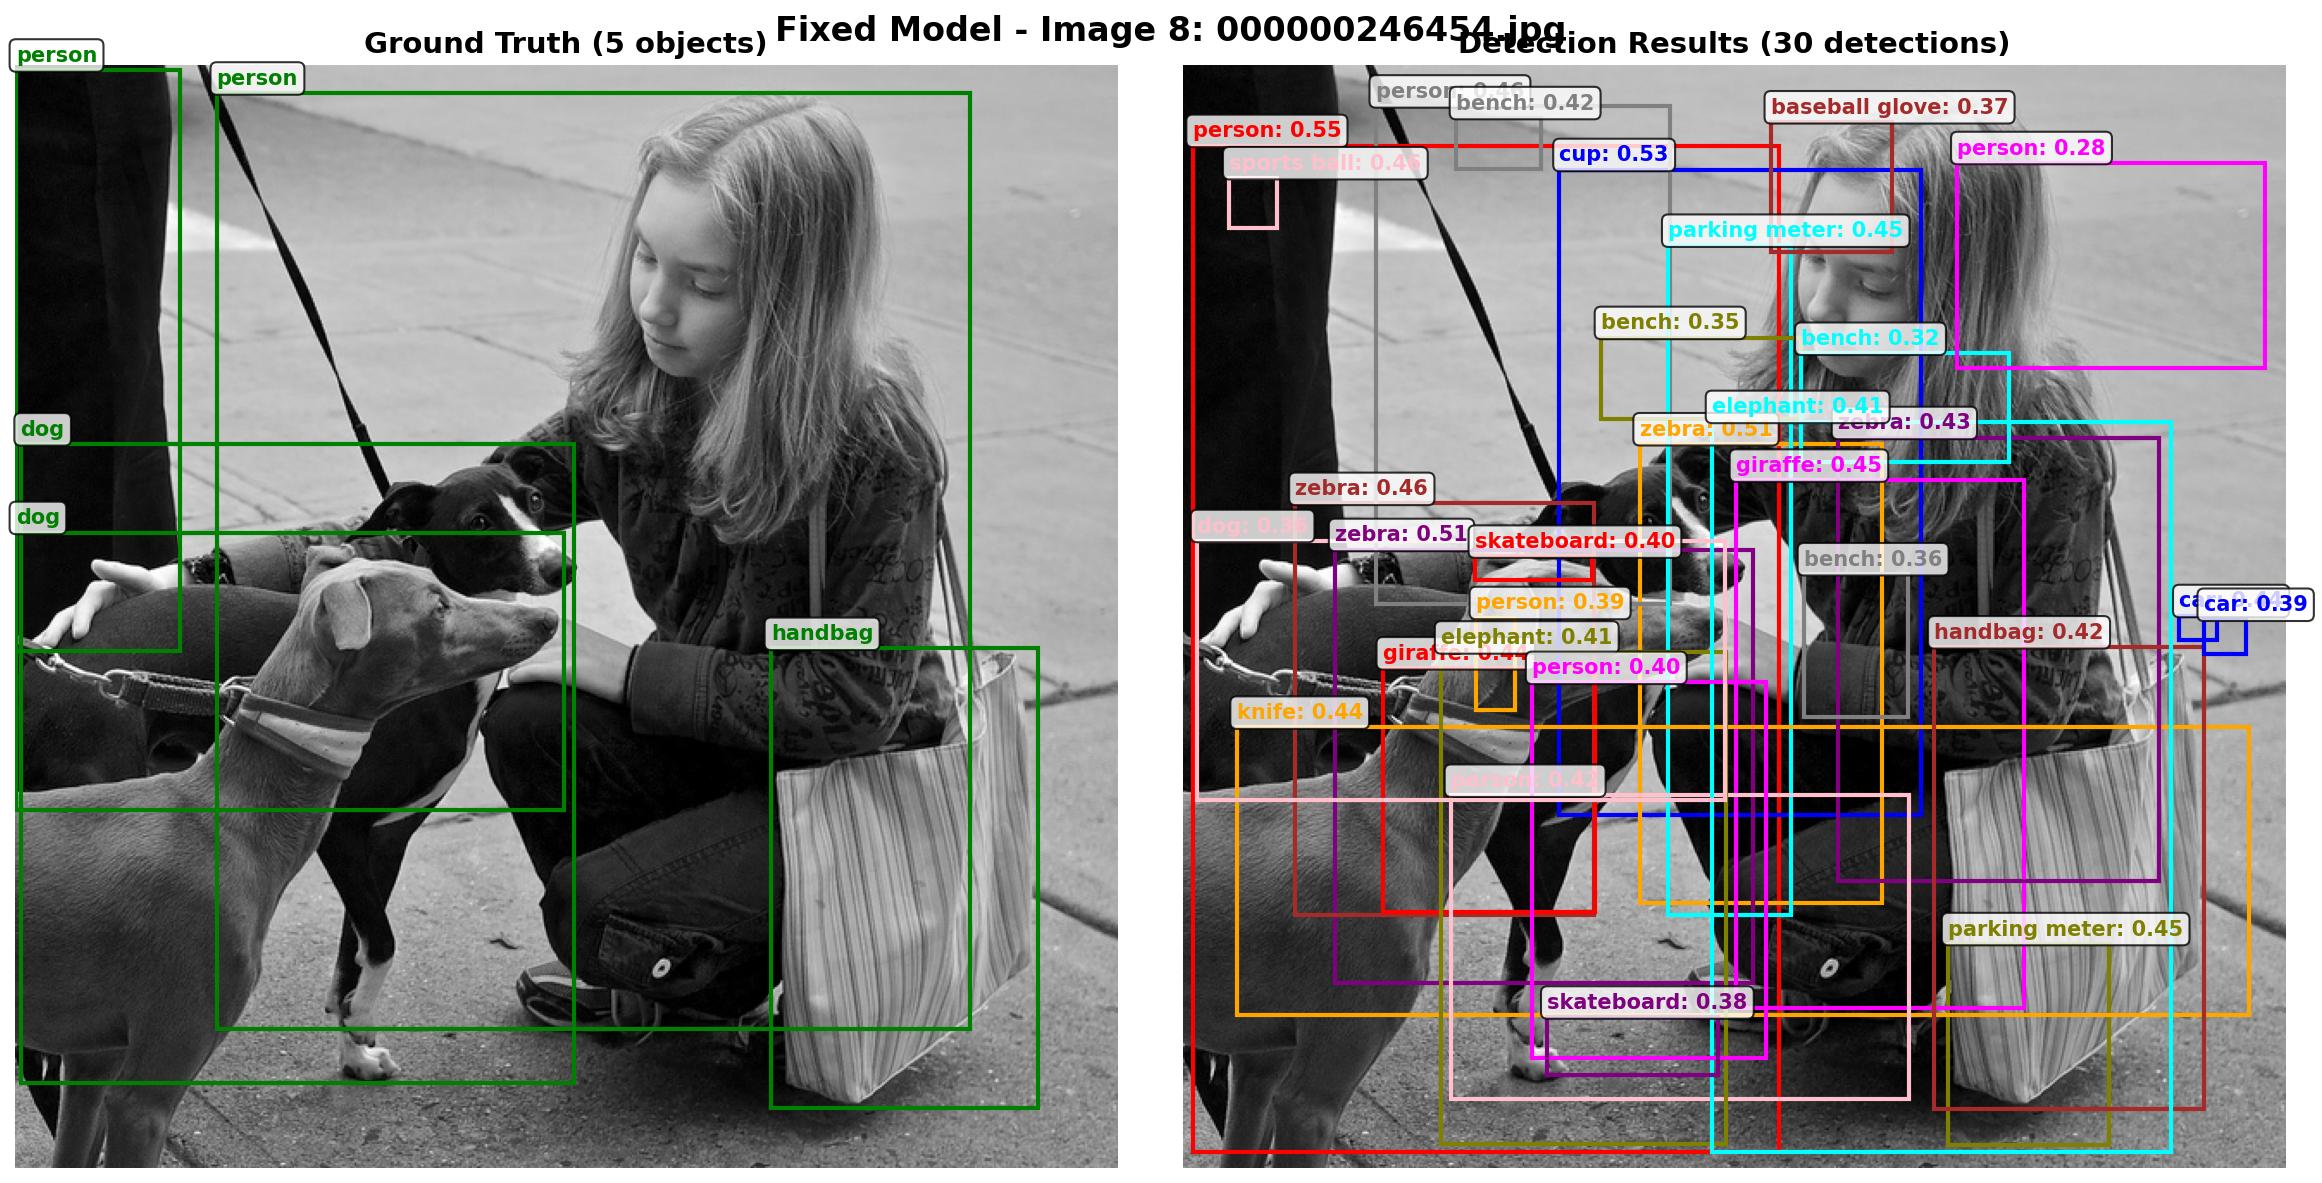 Fixed Model - Image 8: 000000246454.jpg
Ground Truth (5 objects)
person
person
dog
dog
handbag
Detection Results (30 detections)
person: 0.46
bench: 0.42
baseball glove: 0.37
person: 0.55
person: 0.28
cup: 0.53
sports ball: 0.46
parking meter: 0.45
bench: 0.35
bench: 0.32
elephant: 0.41
zebra: 0.43
zebra: 0.51
giraffe: 0.45
zebra: 0.46
dog: 0.38
zebra: 0.51
skateboard: 0.40
bench: 0.36
person: 0.39
car: 0.44
car: 0.39
handbag: 0.42
elephant: 0.41
giraffe: 0.44
person: 0.40
knife: 0.44
person: 0.41
parking meter: 0.45
skateboard: 0.38